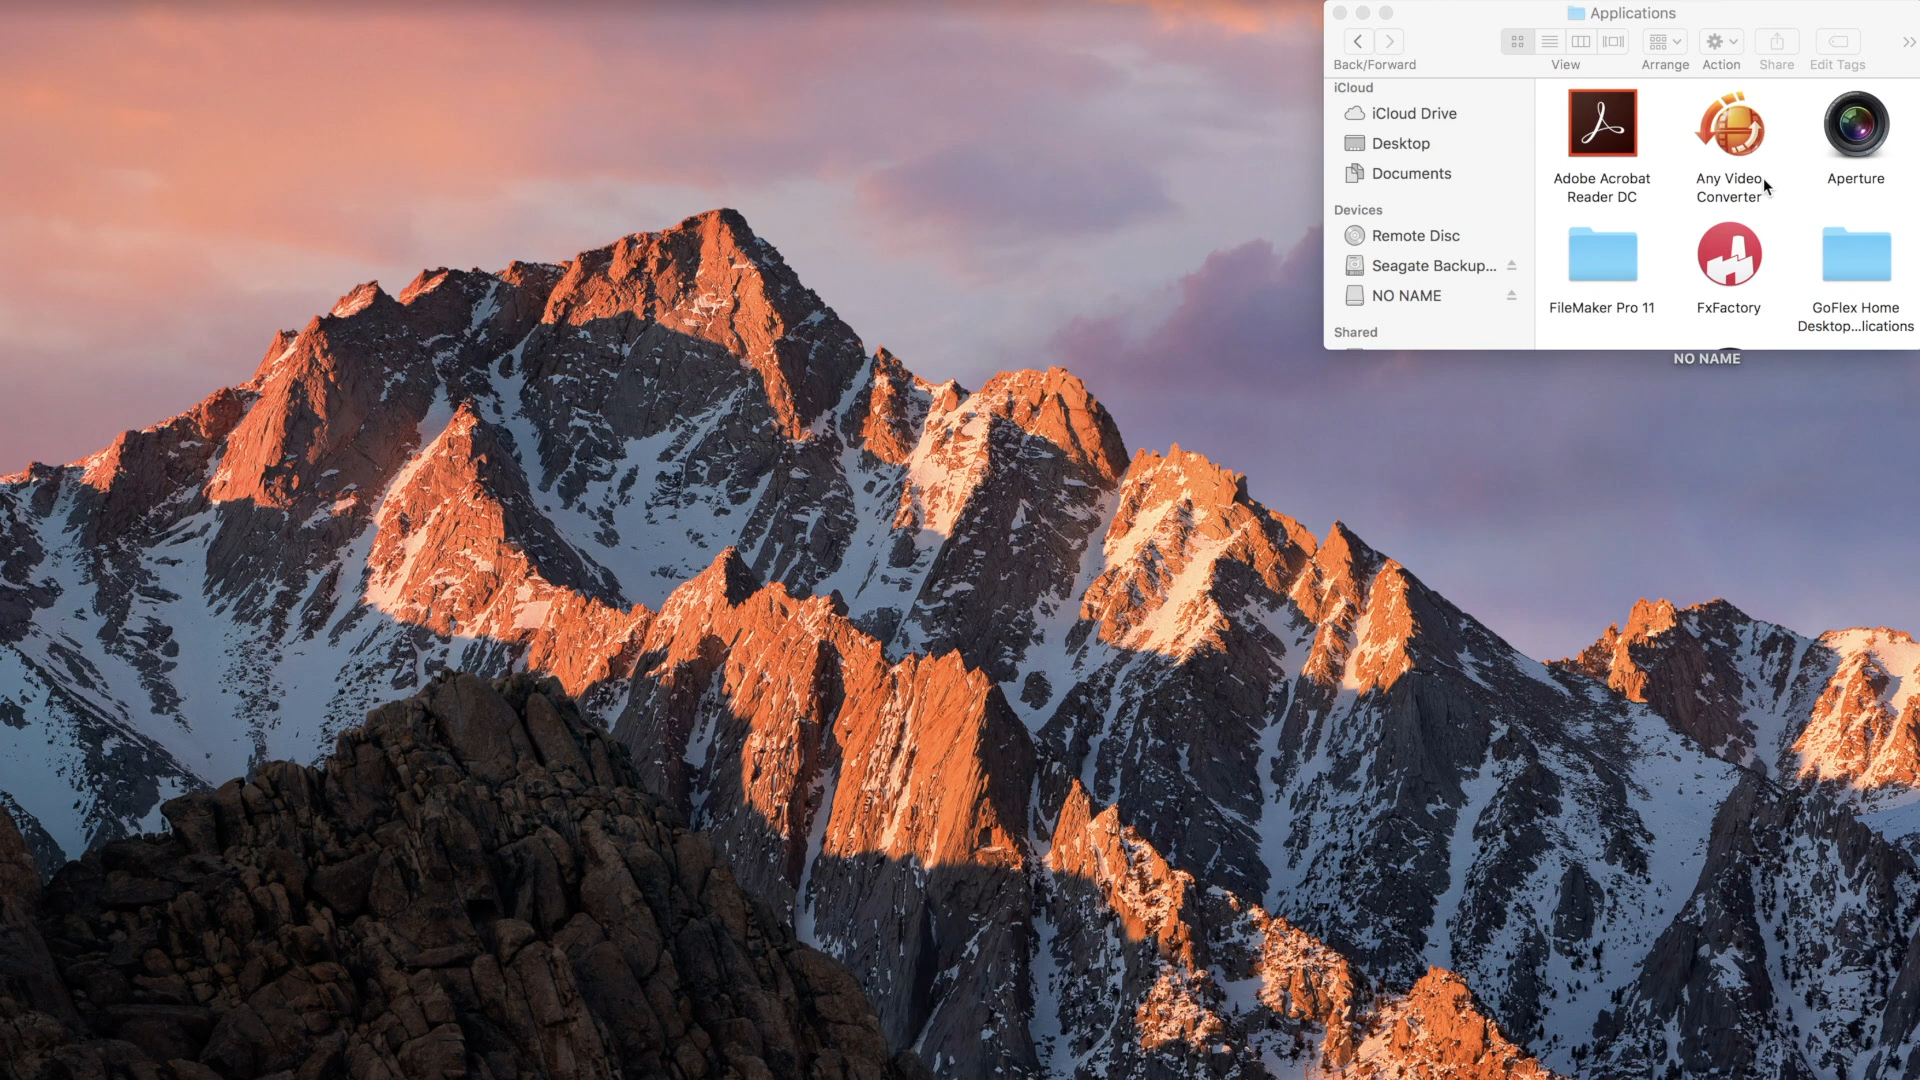 Applications
Back/Forward
View
Arrange
Action
Share
Edit Tags
iCloud
iCloud Drive
Desktop
Documents
Devices
Remote Disc
Seagate Backup...
NO NAME
Shared
Adobe Acrobat
Reader DC
Any Video
Converter
Aperture
FileMaker Pro 11
FxFactory
GoFlex Home
Desktop...lications
NO NAME